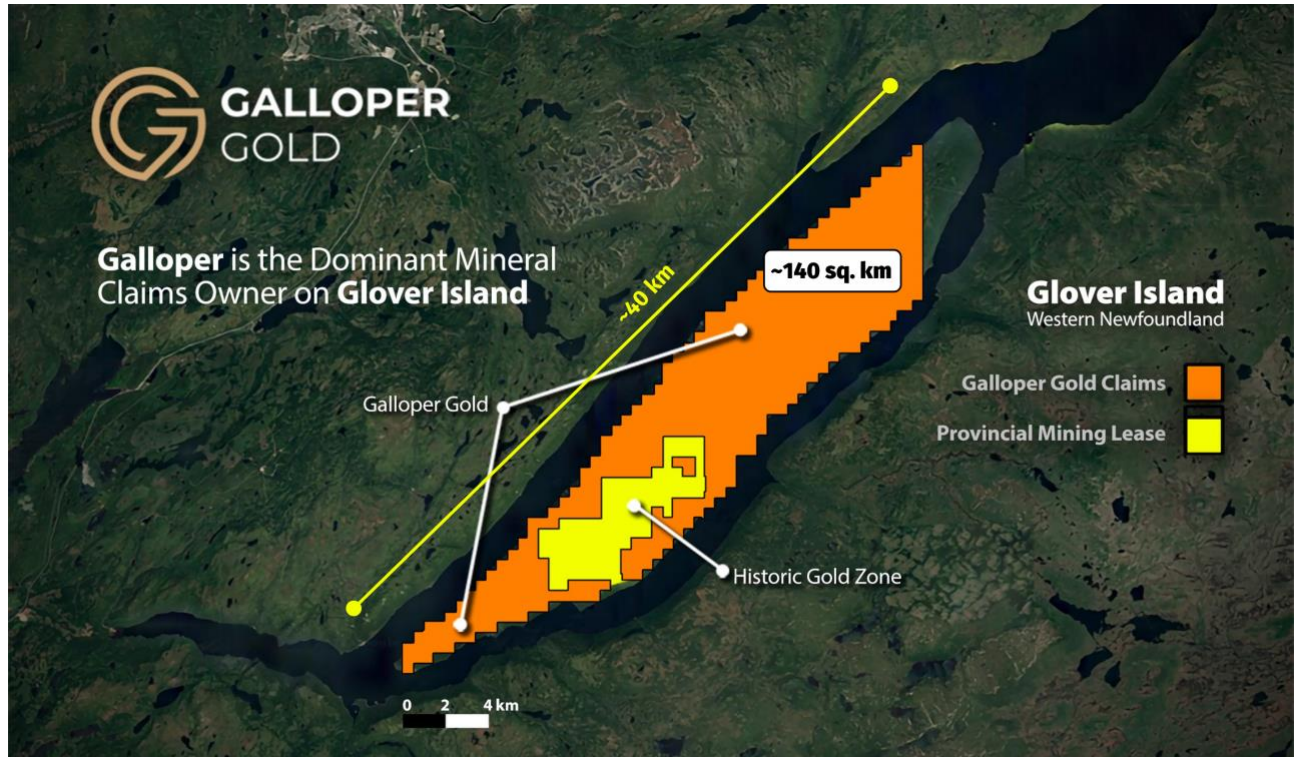 GALLOPER
GOLD
Galloper is the Dominant Mineral
Claims Owner on Glover Island
~40 km
~140 sq. km
Glover Island
Western Newfoundland
Galloper Gold Claims
Provincial Mining Lease
Galloper Gold
Historic Gold Zone
0 2 4 km